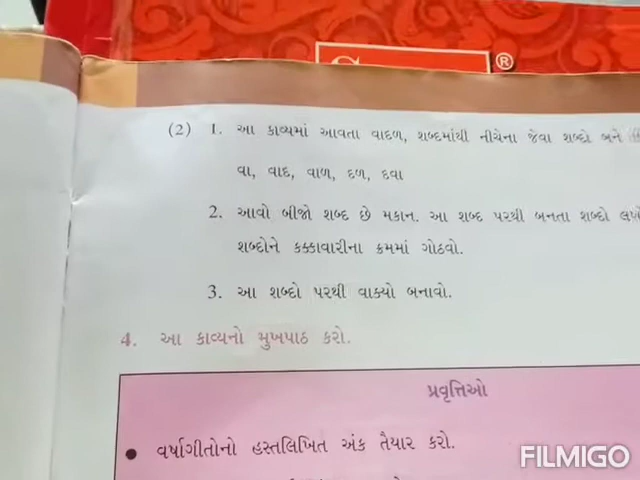 ®
(2) 1. આ કાવ્યમાં આવતા વાદળ, શબ્દમાંથી નીચેના જેવા શબ્દો બને
વા, વાદ, વાળ, દળ, દવા
2. આવો બીજો શબ્દ છે મકાન. આ શબ્દ પરથી બનતા શબ્દો
શબ્દોને કક્કાવારીના ક્રમમાં ગોઠવો.
3. આ શબ્દો પરથી વાક્યો બનાવો.
4. આ કાવ્યનો મુખપાઠ કરો.
પ્રવૃત્તિઓ
● વર્ષાગીતોનો હસ્તલિખિત અંક તૈયાર કરો.
FILMIGO